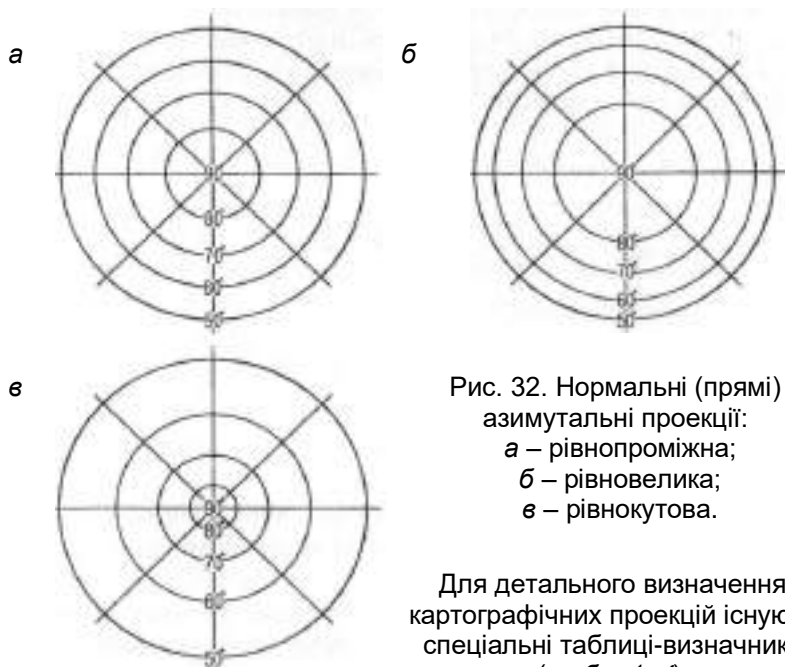 а
б
90°
80°
70°
60°
50°
90°
80°
70°
60°
50°
в
90°
80°
70°
60°
50°
Рис. 32. Нормальні (прямі)
азимутальні проекції:
а – рівнопроміжна;
б – рівновелика;
в – рівнокутова.
Для детального визначення
картографічних проекцій існую
спеціальні таблиці-визначник